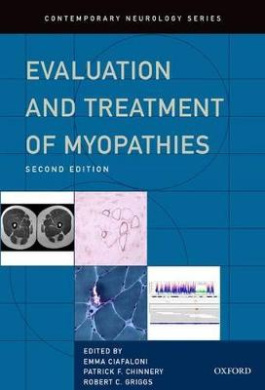 CONTEMPORARY NEUROLOGY SERIES
EVALUATION
AND TREATMENT
OF MYOPATHIES
SECOND EDITION
EDITED BY
EMMA CIAFALONI
PATRICK F. CHINNERY
ROBERT C. GRIGGS
OXFORD